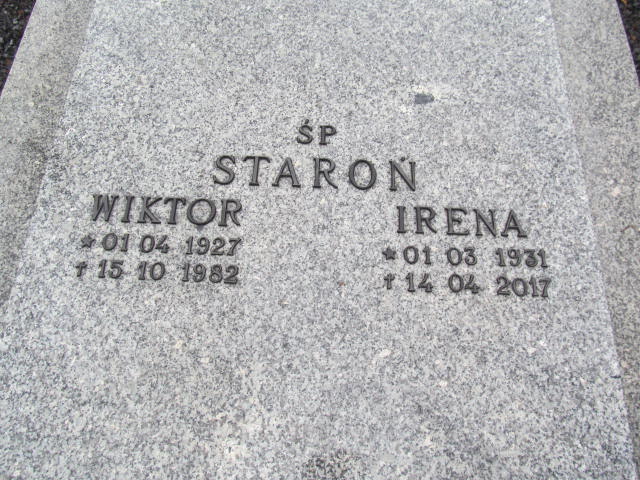 ŚP
STAROŃ
WIKTOR
★01 04 1927
†15 10 1982
IRENA
★01 03 1931
†14 04 2017